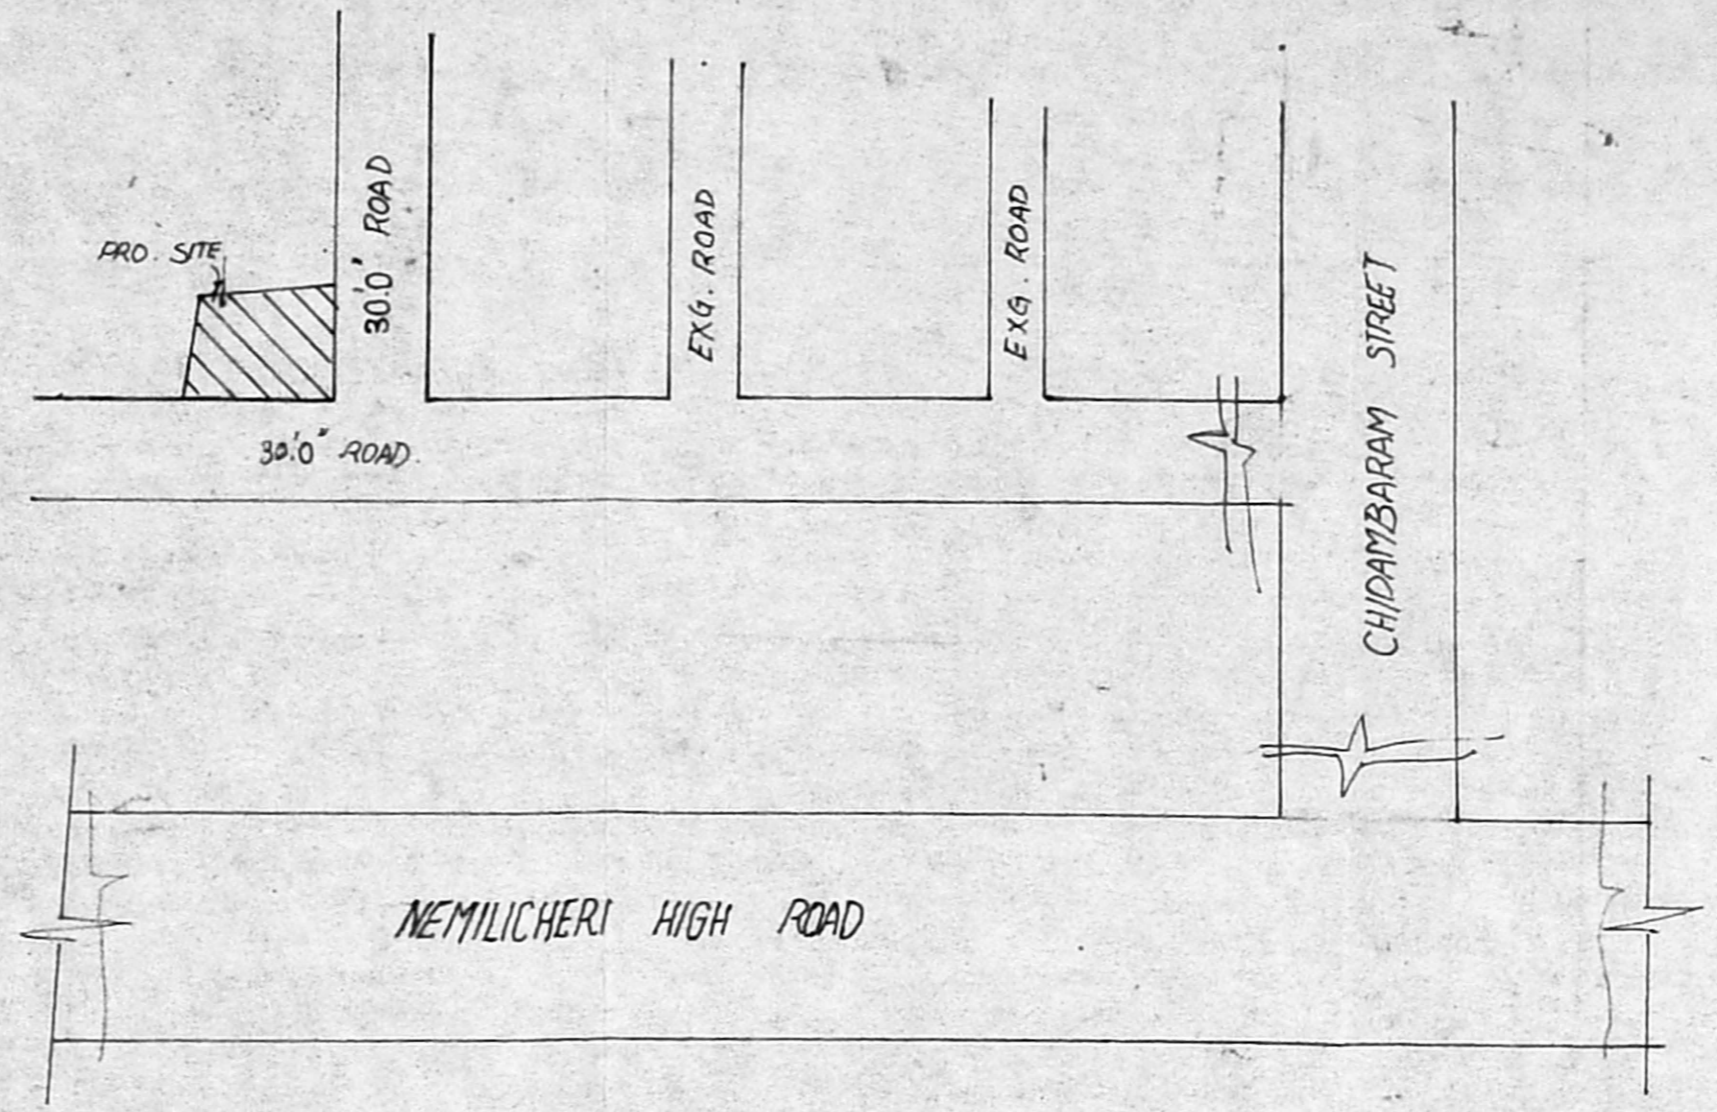 PRO. SITE
30'.0' ROAD
EXG. ROAD
EXG. ROAD
CHIDAMBARAM STREET
30'.0" ROAD.
NEMILICHERI HIGH ROAD